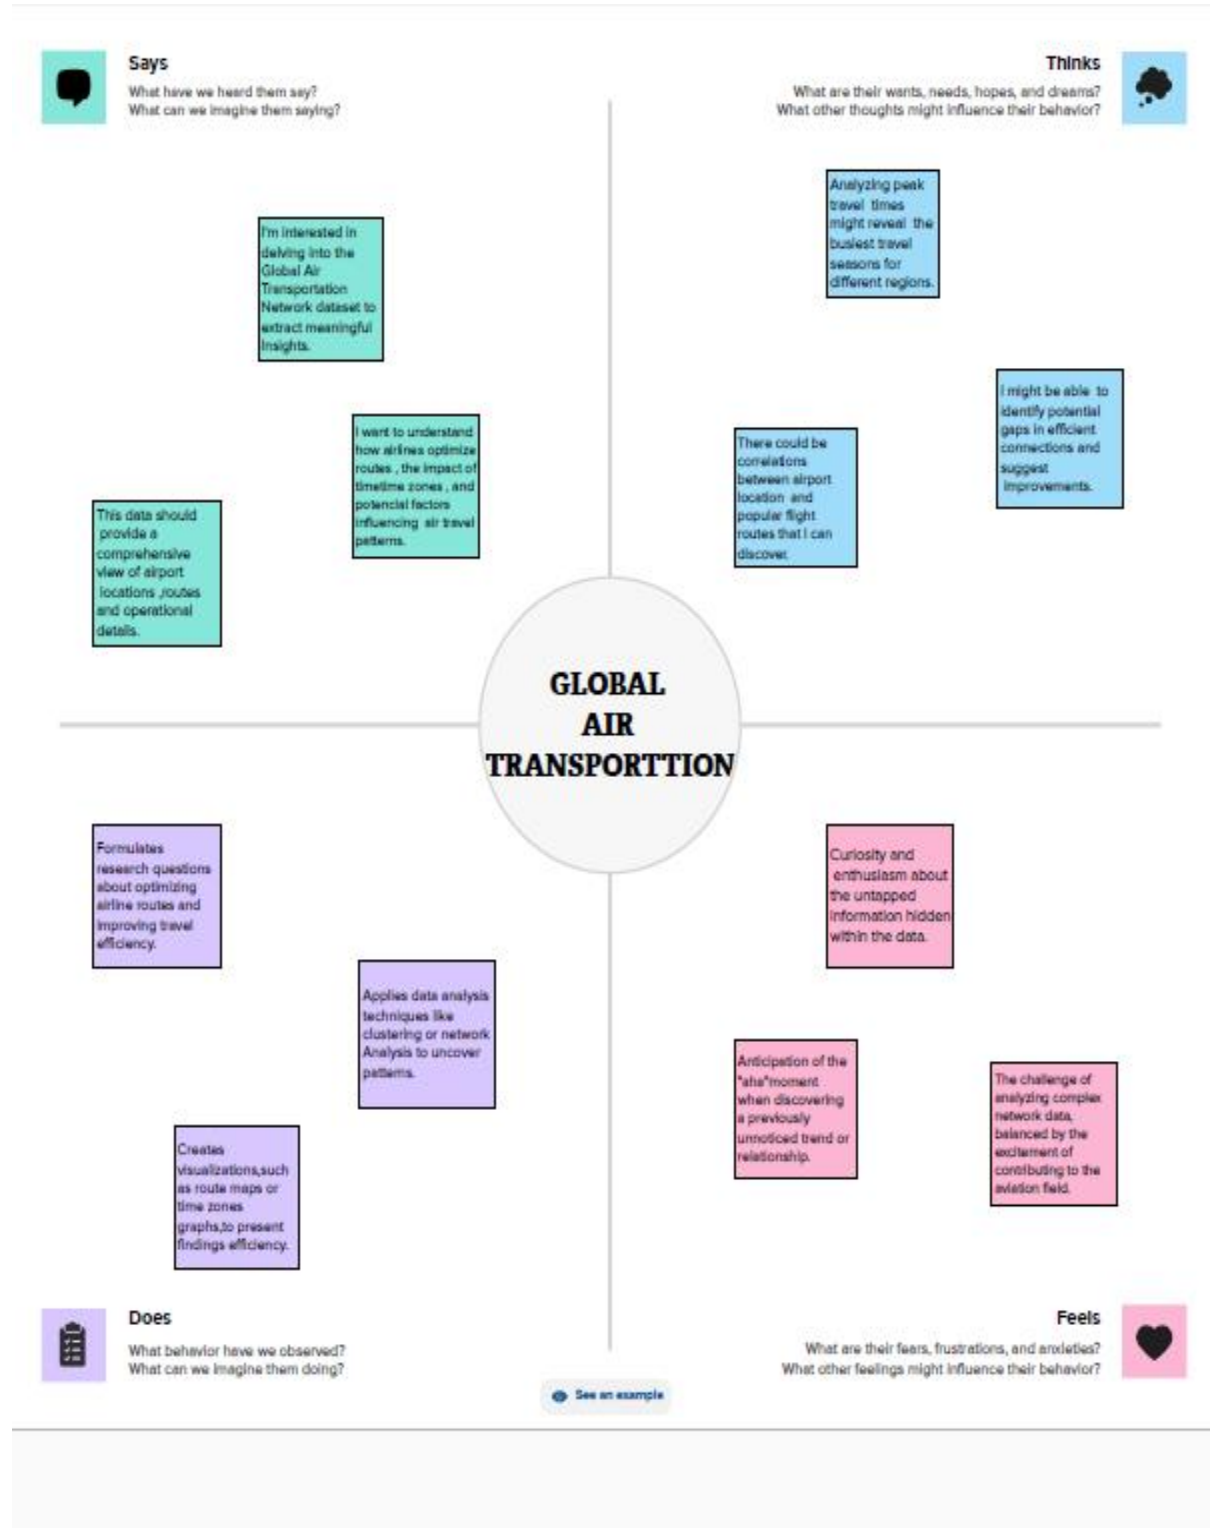 Says
What have we heard them say?
What can we imagine them saying?
Thinks
What are their wants, needs, hopes, and dreams?
What other thoughts might influence their behavior?
I'm interested in
delving into the
Global Air
Transportation
Network dataset to
extract meaningful
Insights.
I want to understand
how airlines optimize
routes , the impact of
timetime zones , and
potencial factors
influencing air travel
patterns.
This data should
provide a
comprehensive
view of airport
locations ,routes
and operational
details.
Analyzing peak
travel times
might reveal the
busiest travel
seasons for
different regions.
I might be able to
identify potential
gaps in efficient
connections and
suggest
improvements.
There could be
correlations
between airport
location and
popular flight
routes that I can
discover.
GLOBAL
AIR
TRANSPORTTION
Formulates
research questions
about optimizing
airline routes and
improving travel
efficiency.
Applies data analysis
techniques like
clustering or network
Analysis to uncover
patterns.
Creates
visualizations,such
as route maps or
time zones
graphs,to present
findings efficiency.
Curiosity and
enthusiasm about
the untapped
information hidden
within the data.
Anticipation of the
"aha"moment
when discovering
a previously
unnoticed trend or
relationship.
The challenge of
analyzing complex
network data,
balanced by the
excitement of
contributing to the
aviation field.
Does
What behavior have we observed?
What can we imagine them doing?
Feels
What are their fears, frustrations, and anxieties?
What other feelings might influence their behavior?
See an example